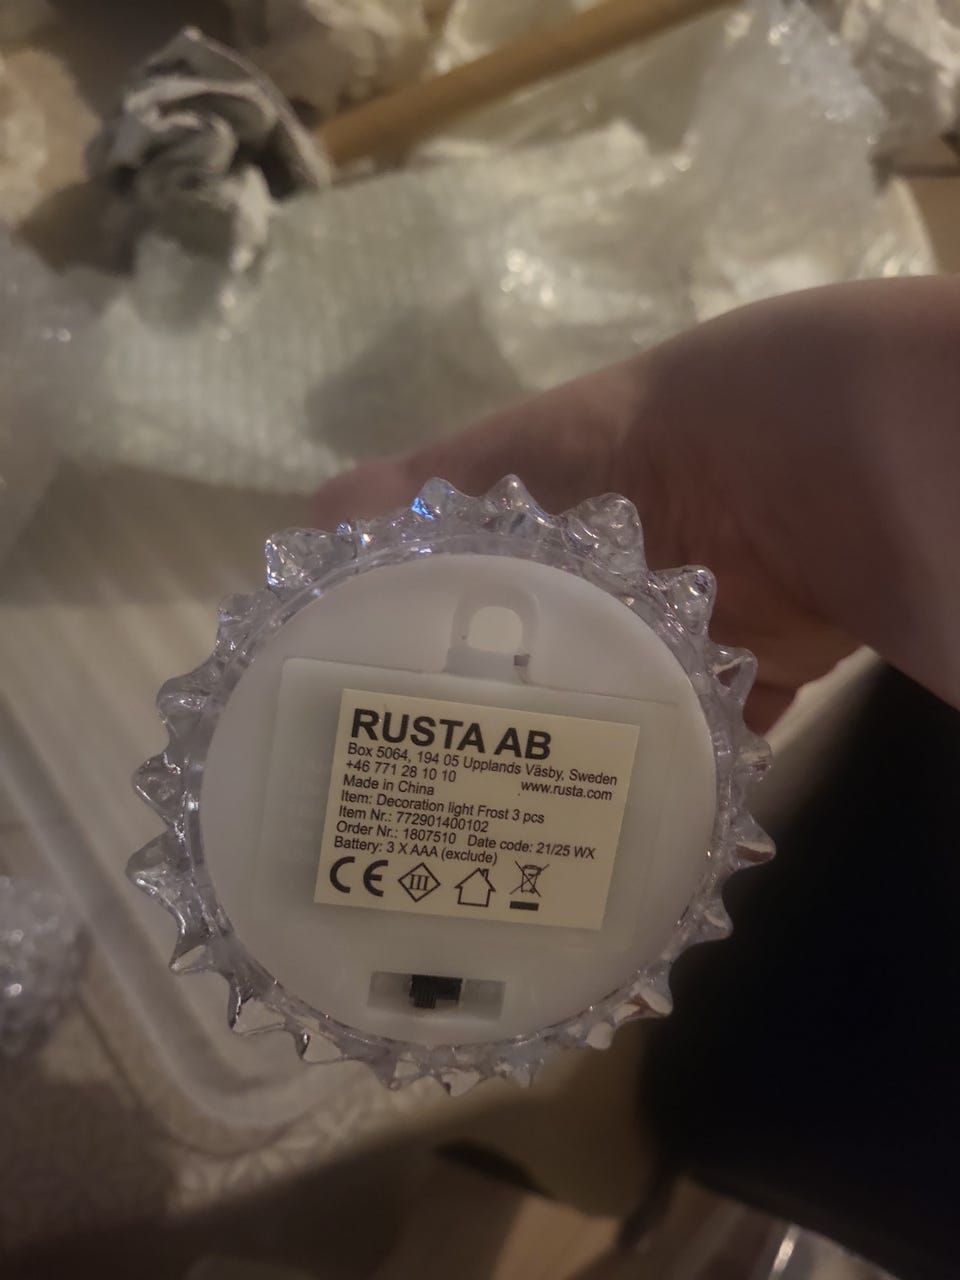 RUSTA AB
Box 5064, 194 05 Upplands Väsby, Sweden
+46 771 28 10 10 www.rusta.com
Made in China
Item: Decoration light Frost 3 pcs
Item Nr.: 772901400102
Order Nr.: 1807510 Date code: 21/25 WX
Battery: 3 X AAA (exclude)
CE III